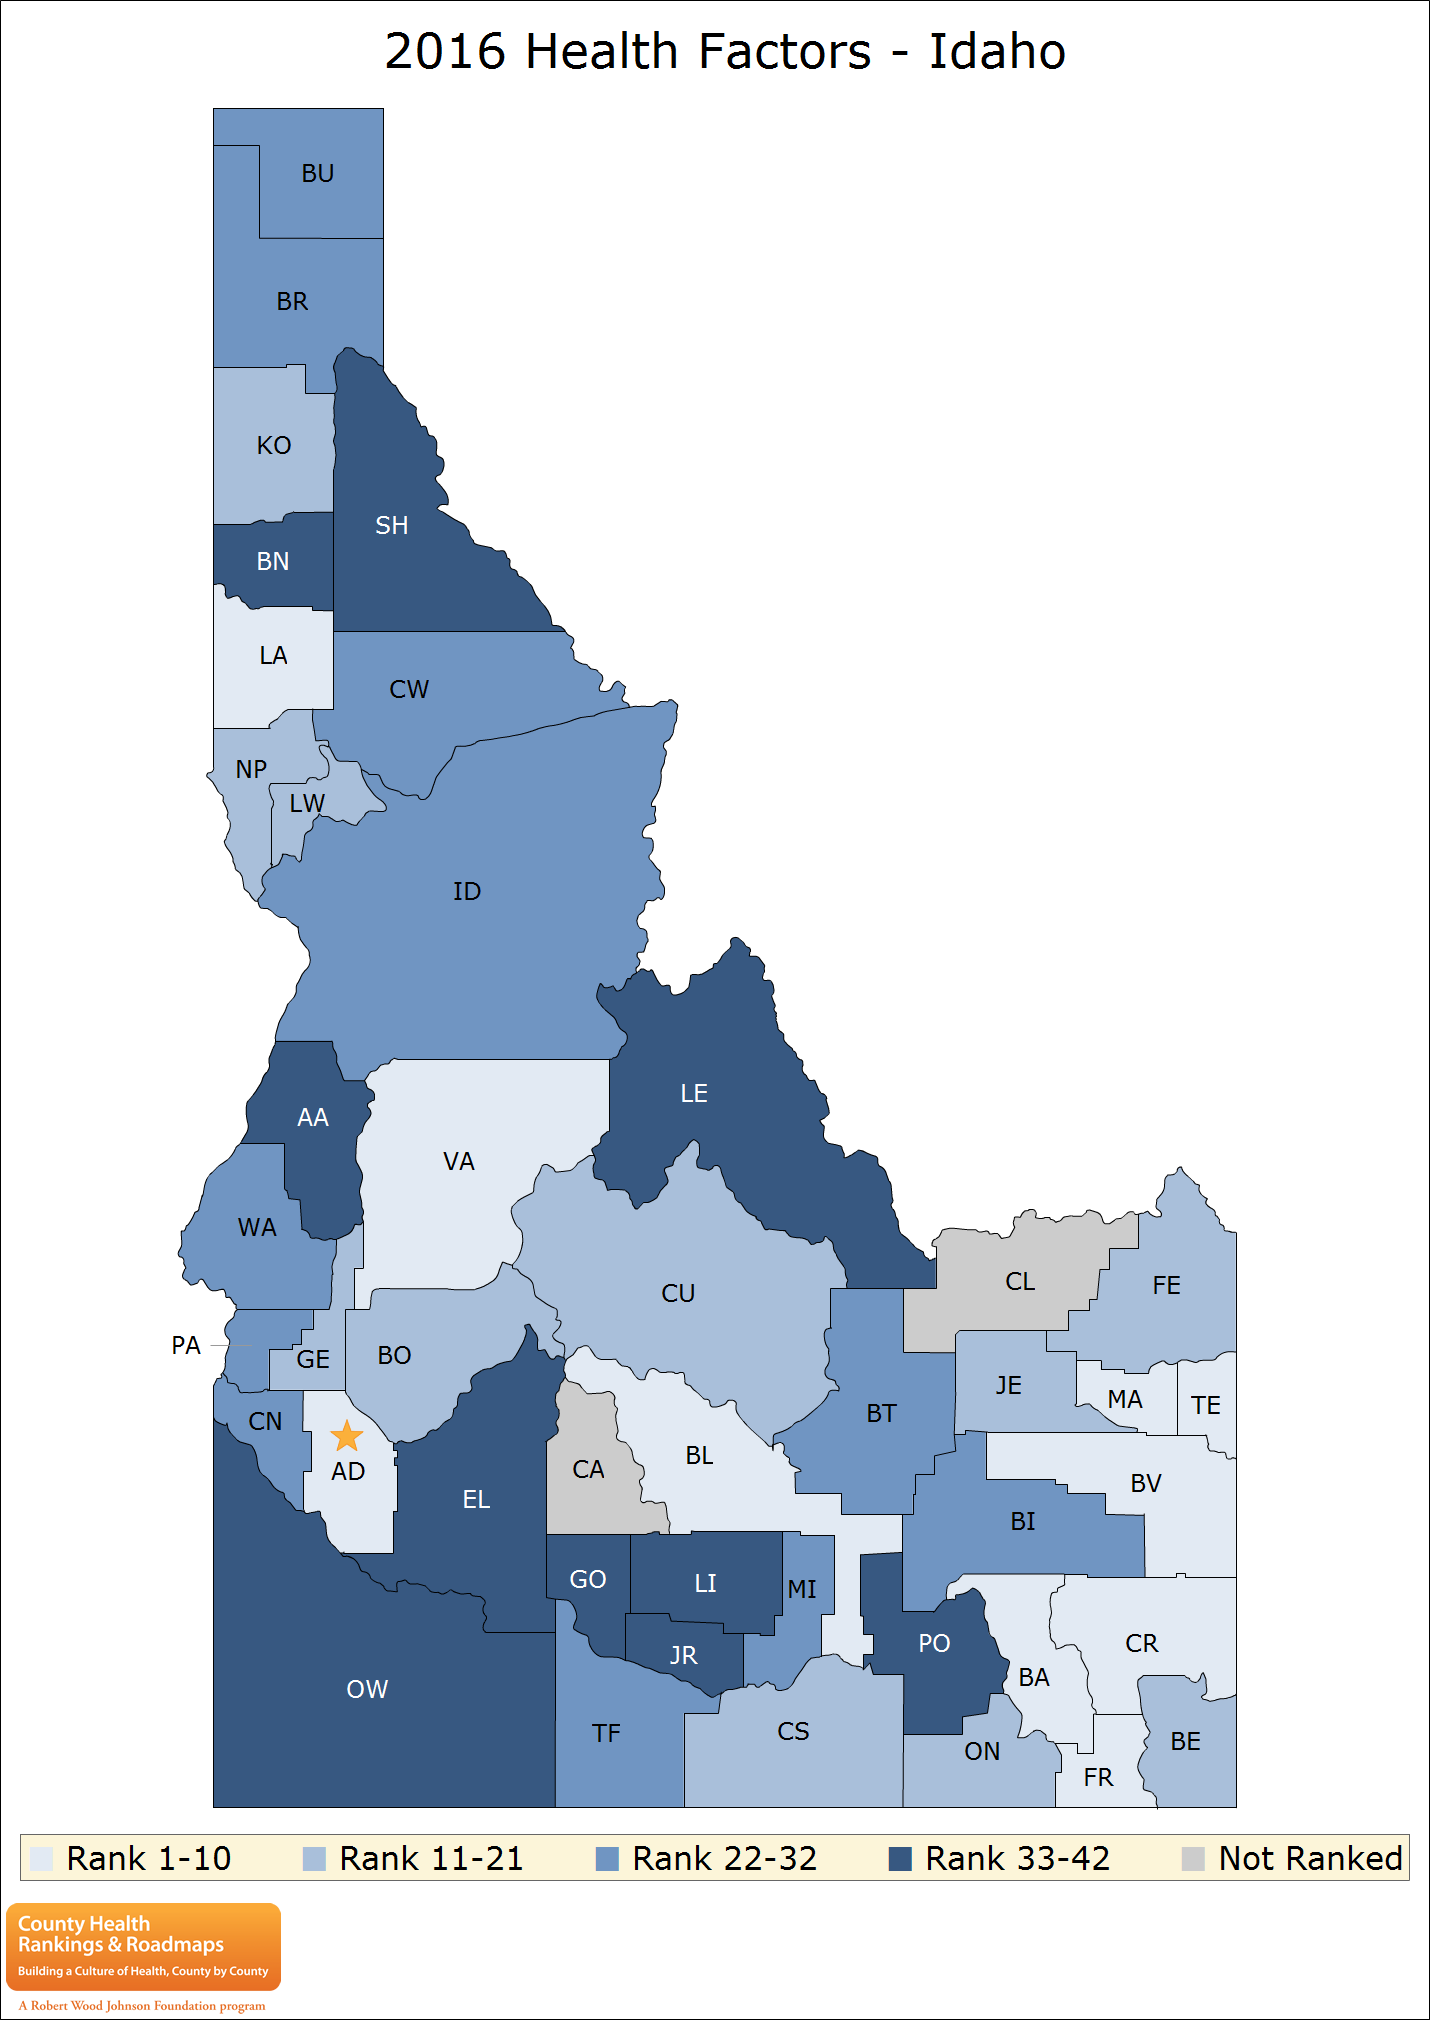 2016 Health Factors - Idaho
BU
BR
KO
SH
BN
LA
CW
NP
LW
ID
LE
AA
VA
WA
CU
CL
FE
PA
GE
BO
JE
MA
TE
CN
BT
AD
BL
CA
BV
EL
BI
GO
LI
MI
JR
PO
CR
BA
OW
TF
CS
ON
BE
FR
Rank 1-10 Rank 11-21 Rank 22-32 Rank 33-42 Not Ranked
County Health
Rankings & Roadmaps
Building a Culture of Health, County by County
A Robert Wood Johnson Foundation program